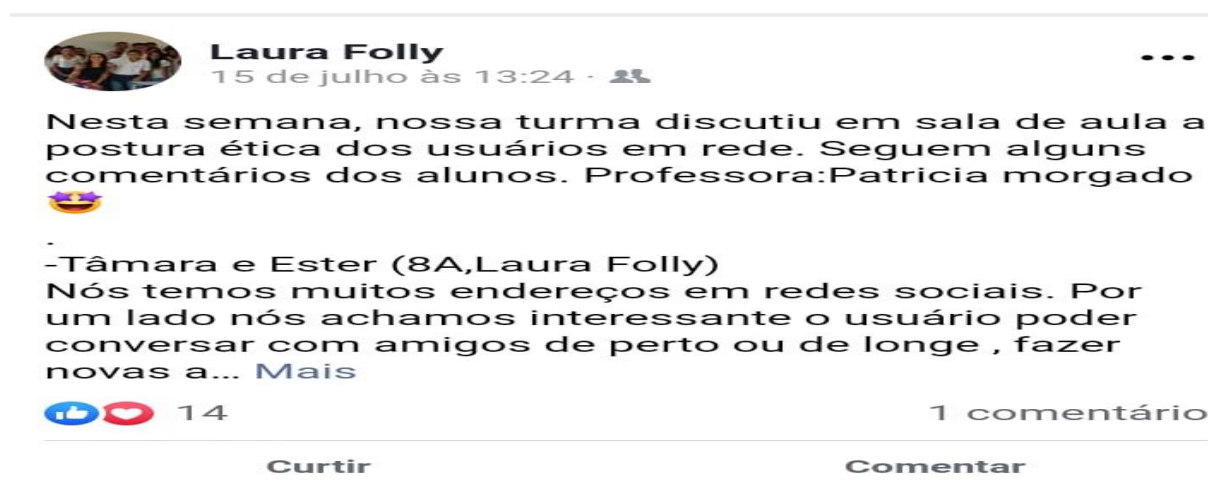 Laura Folly
15 de julho às 13:24 ·
Nesta semana, nossa turma discutiu em sala de aula a
postura ética dos usuários em rede. Seguem alguns
comentários dos alunos. Professora:Patricia morgado
🤩
.
-Tâmara e Ester (8A,Laura Folly)
Nós temos muitos endereços em redes sociais. Por
um lado nós achamos interessante o usuário poder
conversar com amigos de perto ou de longe , fazer
novas a... Mais
14 1 comentário
Curtir Comentar